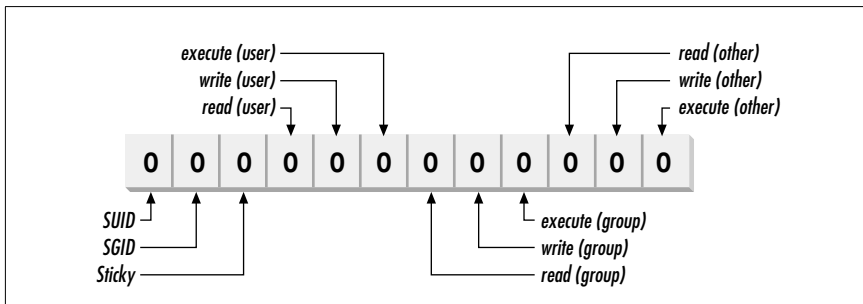 execute (user)
write (user)
read (user)
read (other)
write (other)
execute (other)
0 0 0 0 0 0 0 0 0 0 0 0
SUID
SGID
Sticky
execute (group)
write (group)
read (group)